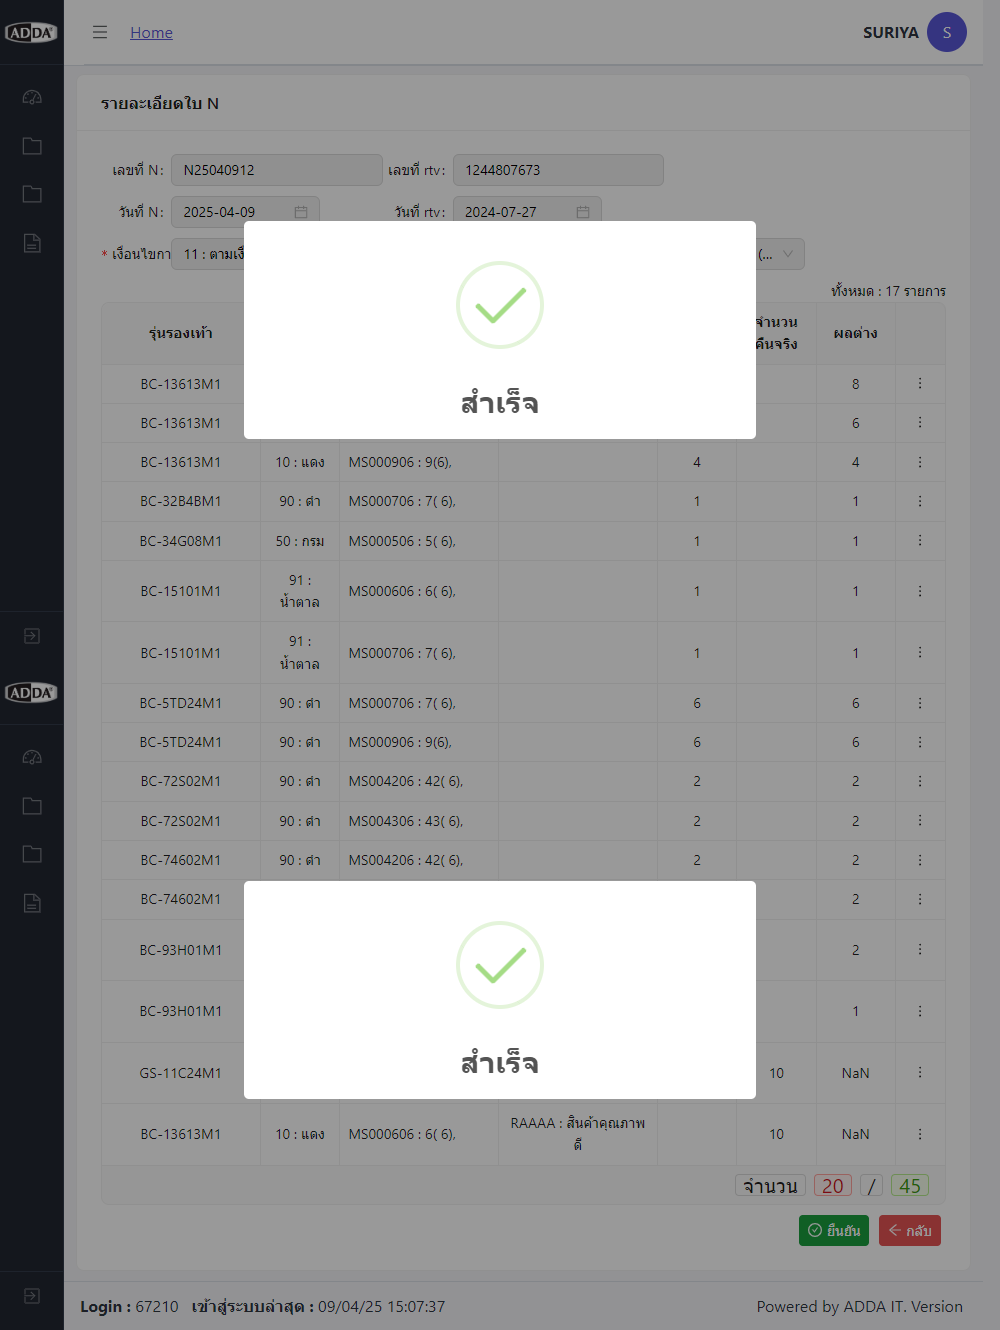 ADDA
Home
SURIYA
S
รายละเอียดใบ N
เลขที่ N: N25040912 เลขที่ rtv: 1244807673
วันที่ N: 2025-04-09 วันที่ rtv: 2024-07-27
* เงื่อนไขกา 11 : ตามเงื (...
ทั้งหมด : 17 รายการ
รุ่นรองเท้า จำนวนคืนจริง ผลต่าง
สำเร็จ
BC-13613M1 8
BC-13613M1 6
BC-13613M1 10 : แดง MS000906 : 9(6), 4 4
BC-32B4BM1 90 : ดำ MS000706 : 7( 6), 1 1
BC-34G08M1 50 : กรม MS000506 : 5( 6), 1 1
BC-15101M1 91 : น้ำตาล MS000606 : 6( 6), 1 1
BC-15101M1 91 : น้ำตาล MS000706 : 7( 6), 1 1
ADDA
BC-5TD24M1 90 : ดำ MS000706 : 7( 6), 6 6
BC-5TD24M1 90 : ดำ MS000906 : 9(6), 6 6
BC-72S02M1 90 : ดำ MS004206 : 42( 6), 2 2
BC-72S02M1 90 : ดำ MS004306 : 43( 6), 2 2
BC-74602M1 90 : ดำ MS004206 : 42( 6), 2 2
BC-74602M1 2
BC-93H01M1 2
BC-93H01M1 1
สำเร็จ
GS-11C24M1 10 NaN
BC-13613M1 10 : แดง MS000606 : 6( 6), RAAAA : สินค้าคุณภาพดี 10 NaN
จำนวน 20 / 45
ยืนยัน กลับ
Login : 67210 เข้าสู่ระบบล่าสุด : 09/04/25 15:07:37
Powered by ADDA IT. Version